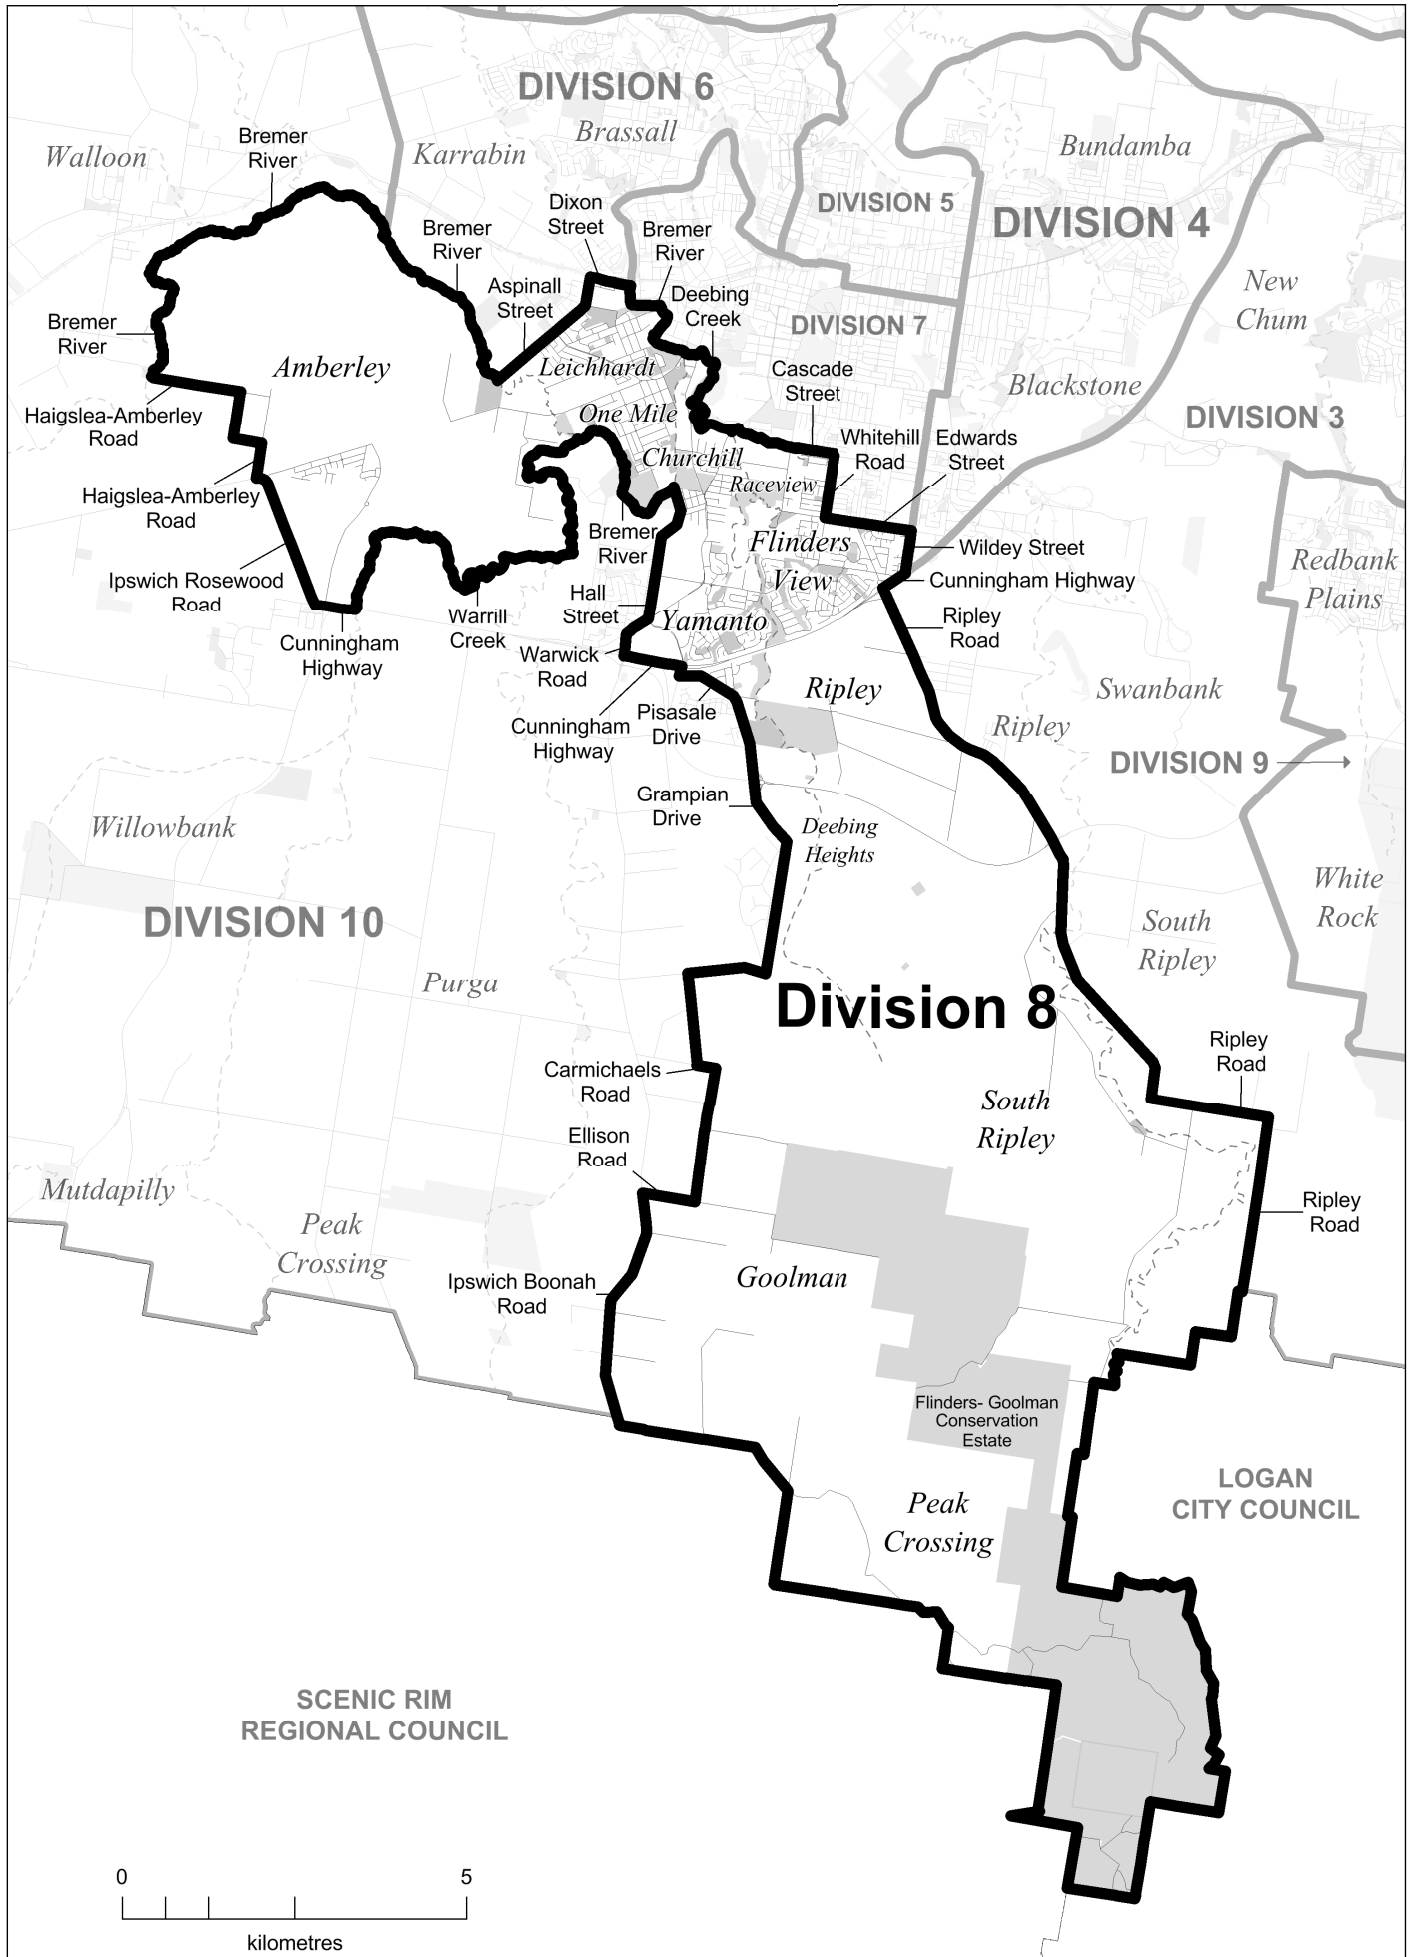 DIVISION 6
Brassall
Bremer
River
Walloon
Karrabin
Bundamba
Dixon
Street
DIVISION 5
DIVISION 4
Bremer
River
Bremer
River
Aspinall
Street
Deebing
Creek
New
Chum
Bremer
River
DIVISION 7
Amberley
Leichhardt
Cascade
Street
Blackstone
DIVISION 3
Haigslea-Amberley
Road
One Mile
Whitehill
Road
Edwards
Street
Churchill
Raceview
Haigslea-Amberley
Road
Bremer
River
Flinders
View
Wildey Street
Redbank
Plains
Ipswich Rosewood
Road
Hall
Street
Cunningham Highway
Warrill
Creek
Yamanto
Ripley
Road
Cunningham
Highway
Warwick
Road
Ripley
Swanbank
Cunningham
Highway
Pisasale
Drive
Ripley
DIVISION 9
Grampian
Drive
Willowbank
Deebing
Heights
White
Rock
DIVISION 10
South
Ripley
Purga
Division 8
Ripley
Road
Carmichaels
Road
South
Ripley
Ellison
Road
Mutdapilly
Ripley
Road
Peak
Crossing
Ipswich Boonah
Road
Goolman
Flinders- Goolman
Conservation
Estate
LOGAN
CITY COUNCIL
Peak
Crossing
SCENIC RIM
REGIONAL COUNCIL
0 5
kilometres